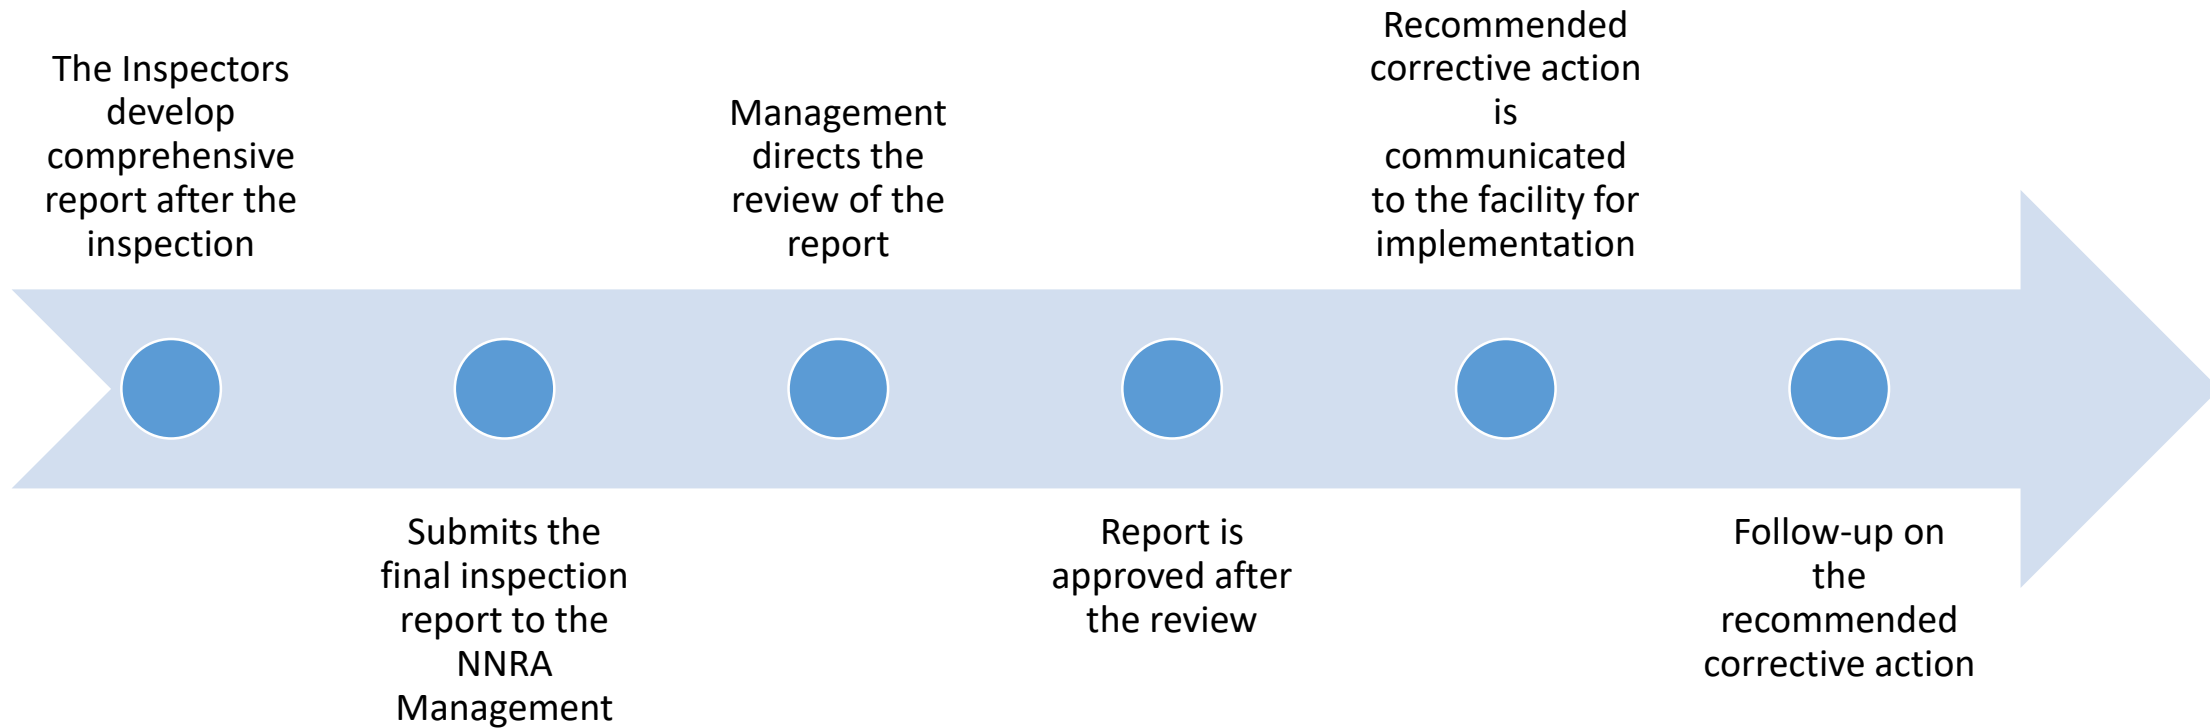 The Inspectors
develop
comprehensive
report after the
inspection
Submits the
final inspection
report to the
NNRA
Management
Management
directs the
review of the
report
Report is
approved after
the review
Recommended
corrective action
is
communicated
to the facility for
implementation
Follow-up on
the
recommended
corrective action